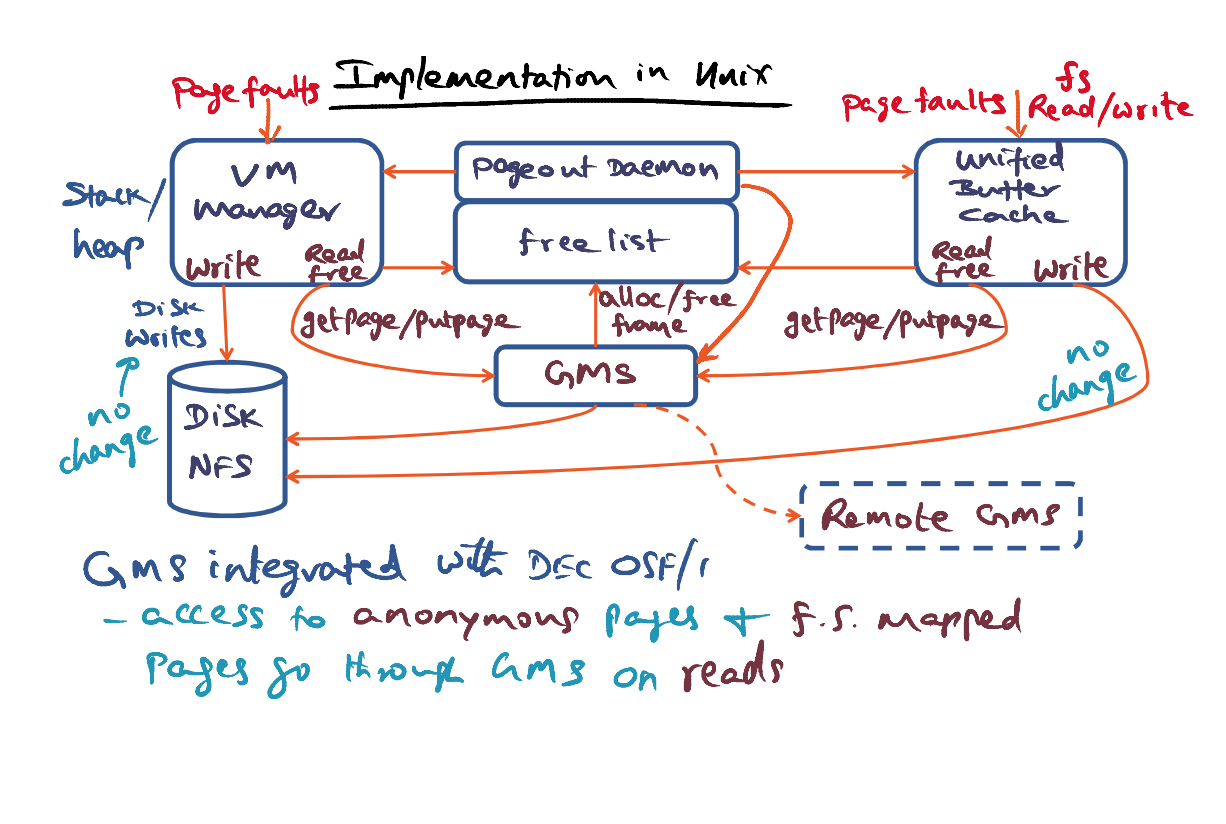 Implementation in Unix
Page faults
page faults
fs
Read/write
VM
Manager
Stack/
heap
write
Read
free
pageout Daemon
free list
unified
Butter
Cache
Read
free
write
Disk
writes
no
change
getpage/putpage
alloc/free
frame
getpage/putpage
no
change
GMS
Disk
NFS
Remote GMS
GMS integrated with DEC OSF/1
- access to anonymous pages + f.s. mapped
pages go through GMS on reads